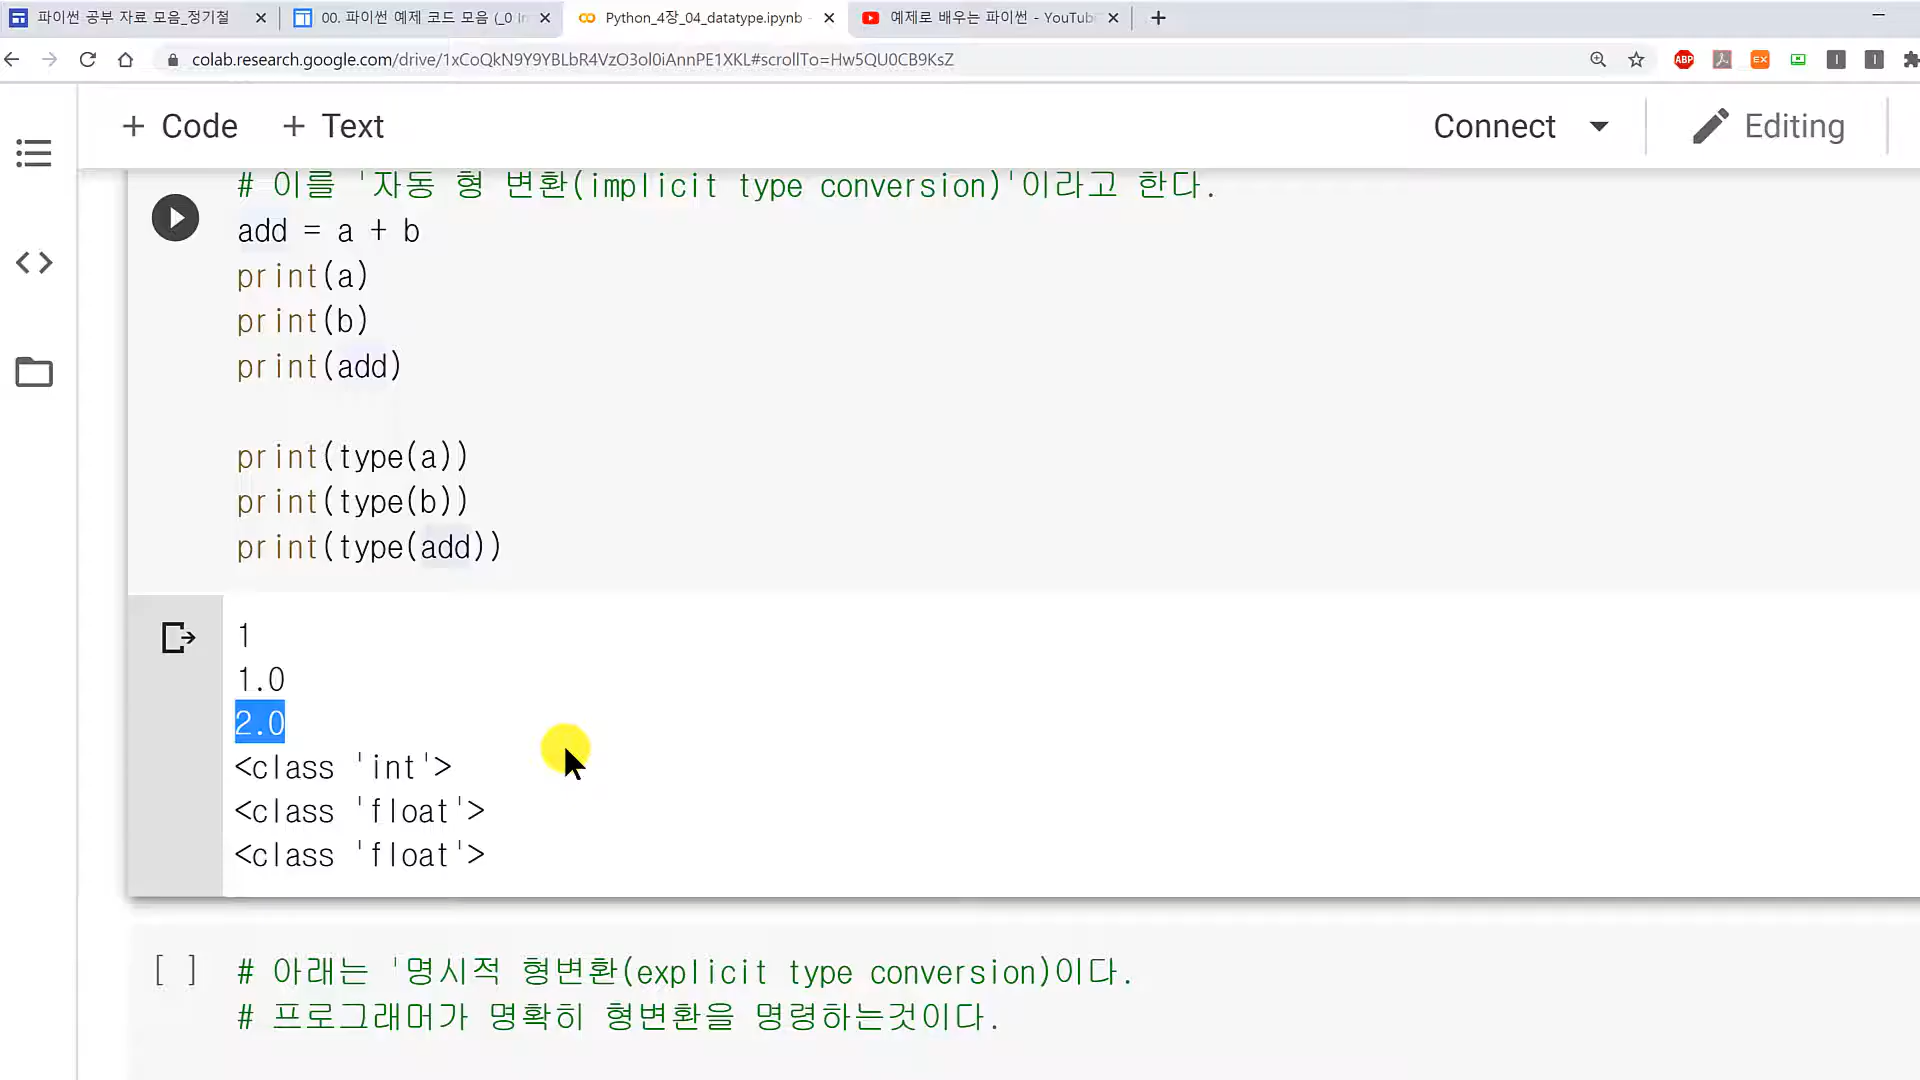 파이썬 공부 자료 모음_정기철
00. 파이썬 예제 코드 모음 (_0 In
Python_4장_04_datatype.ipynb -
예제로 배우는 파이썬 - YouTube
colab.research.google.com/drive/1xCoQkN9Y9YBLbR4VzO3ol0iAnnPE1XKL#scrollTo=Hw5QU0CB9KsZ
ABP
EX
+ Code + Text
Connect
Editing
# 이를 '자동 형 변환(implicit type conversion)'이라고 한다.
add = a + b
print(a)
print(b)
print(add)
print(type(a))
print(type(b))
print(type(add))
1
1.0
2.0
<class 'int'>
<class 'float'>
<class 'float'>
[ ] # 아래는 '명시적 형변환(explicit type conversion)이다.
# 프로그래머가 명확히 형변환을 명령하는것이다.